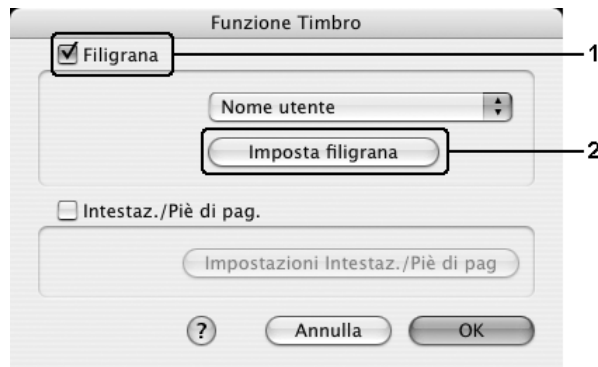 Funzione Timbro
Filigrana
1
Nome utente
Imposta filigrana
2
Intestaz./Piè di pag.
Impostazioni Intestaz./Piè di pag
?
Annulla
OK